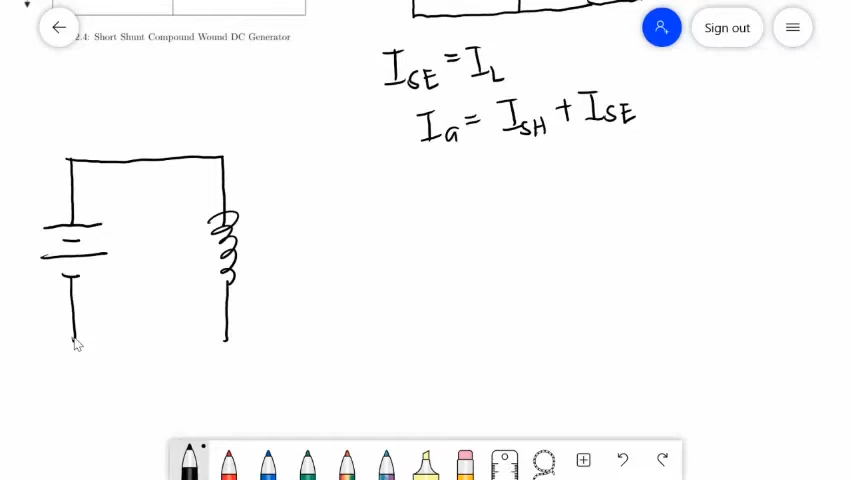 2.4: Short Shunt Compound Wound DC Generator
Sign out
I_SE = I_L
I_a = I_SH + I_SE